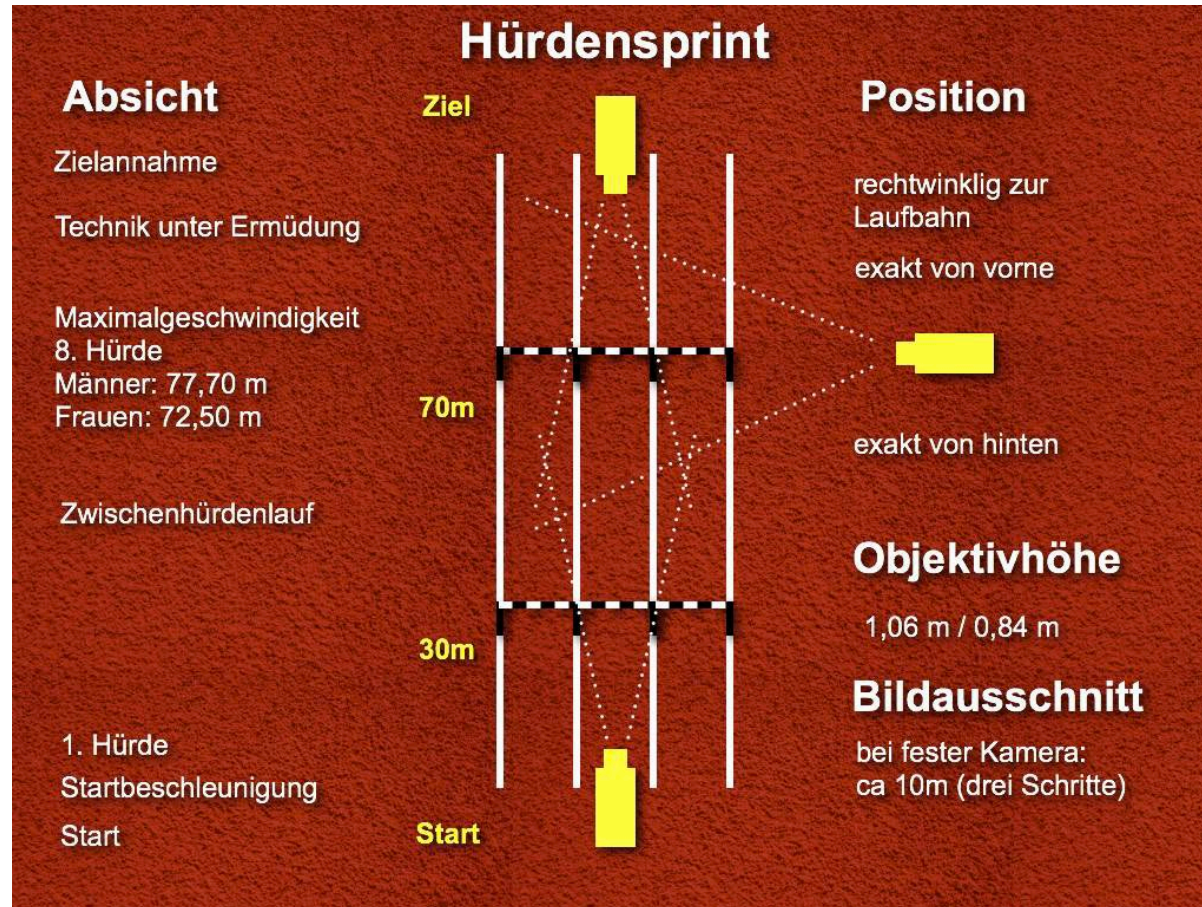 Hürdensprint
Absicht
Zielannahme
Technik unter Ermüdung
Maximalgeschwindigkeit
8. Hürde
Männer: 77,70 m
Frauen: 72,50 m
Zwischenhürdenlauf
1. Hürde
Startbeschleunigung
Start
Ziel
70m
30m
Start
Position
rechtwinklig zur
Laufbahn
exakt von vorne
exakt von hinten
Objektivhöhe
1,06 m / 0,84 m
Bildausschnitt
bei fester Kamera:
ca 10m (drei Schritte)